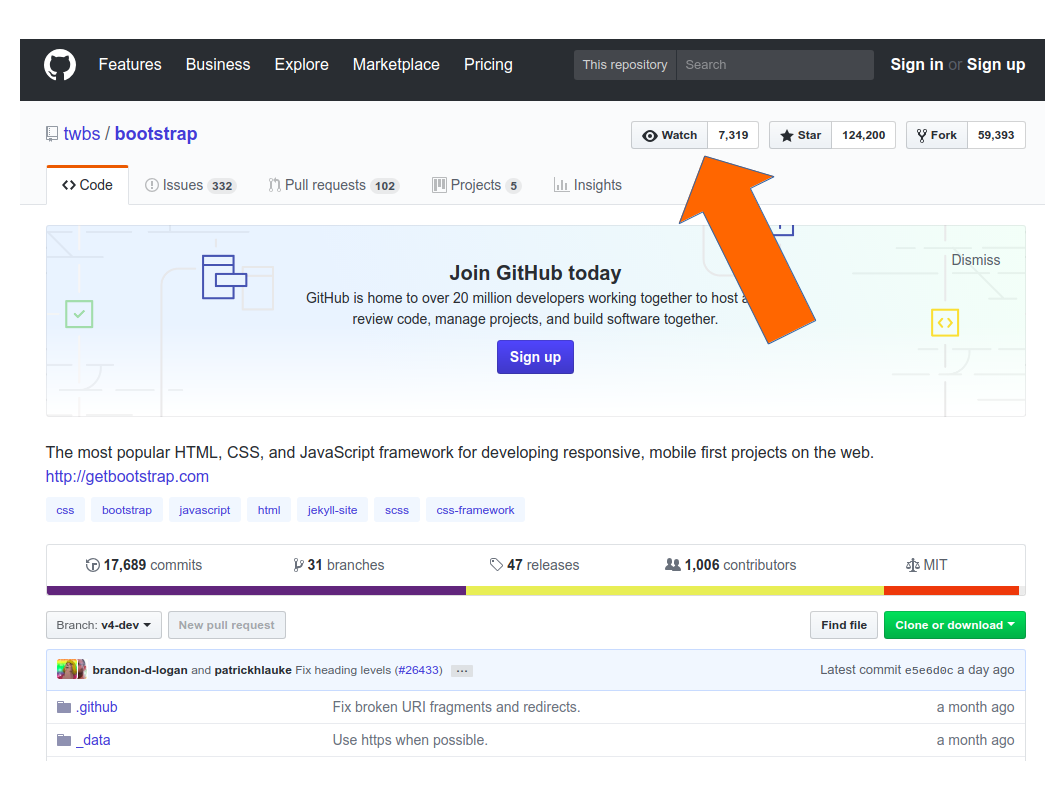 Features Business Explore Marketplace Pricing This repository Search Sign in or Sign up
twbs / bootstrap Watch 7,319 Star 124,200 Fork 59,393
Code Issues 332 Pull requests 102 Projects 5 Insights
Dismiss
Join GitHub today
GitHub is home to over 20 million developers working together to host
review code, manage projects, and build software together.
Sign up
The most popular HTML, CSS, and JavaScript framework for developing responsive, mobile first projects on the web.
http://getbootstrap.com
css bootstrap javascript html jekyll-site scss css-framework
17,689 commits 31 branches 47 releases 1,006 contributors MIT
Branch: v4-dev New pull request Find file Clone or download
brandon-d-logan and patrickhlauke Fix heading levels (#26433) ... Latest commit e5e6d0c a day ago
.github Fix broken URI fragments and redirects. a month ago
_data Use https when possible. a month ago